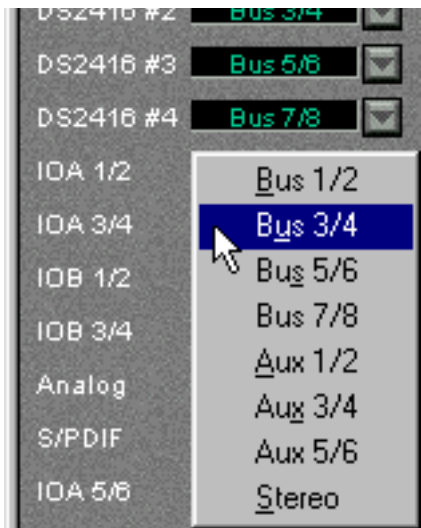 DS2416 #2 Bus 3/4
DS2416 #3 Bus 5/6
DS2416 #4 Bus 7/8
IOA 1/2
IOA 3/4
IOB 1/2
IOB 3/4
Analog
S/PDIF
IOA 5/6
Bus 1/2
Bus 3/4
Bus 5/6
Bus 7/8
Aux 1/2
Aux 3/4
Aux 5/6
Stereo